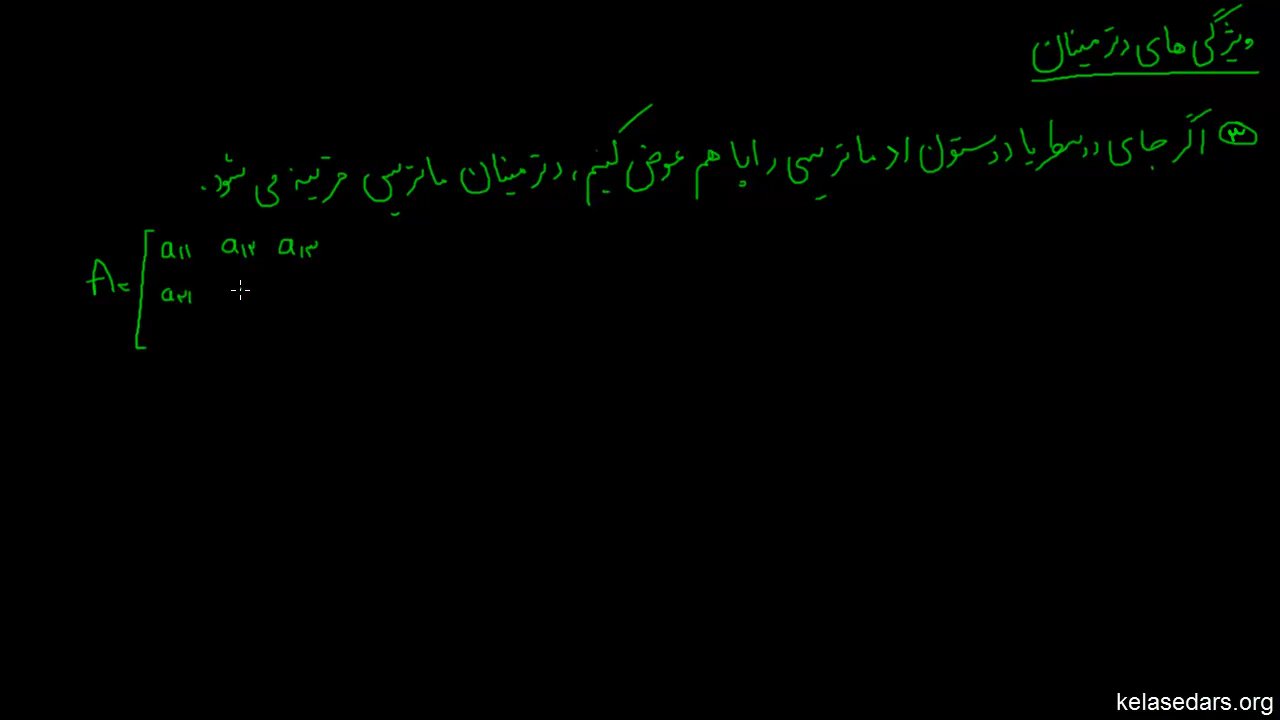 ویژگی های دترمینان
۳ اگر جای دو سطر یا دو ستون از ماتریسی را با هم عوض کنیم، دترمینان ماتریس قرینه می شود.
A = [ a۱۱ a۱۲ a۱۳
a۲۱
kelasedars.org